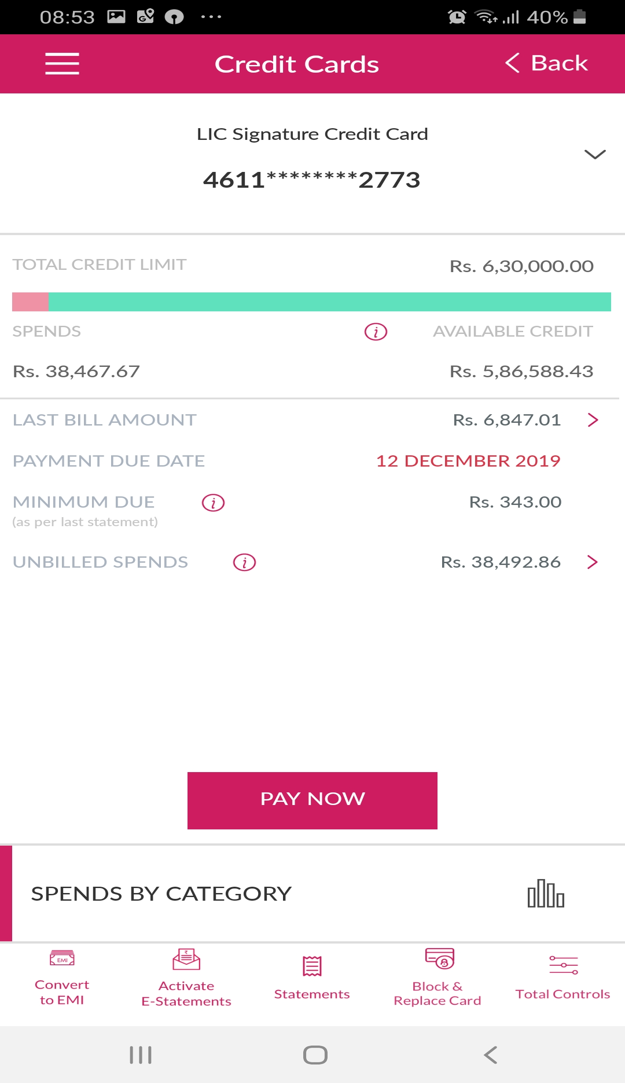 08:53 40%
Credit Cards Back
LIC Signature Credit Card
4611********2773
TOTAL CREDIT LIMIT Rs. 6,30,000.00
SPENDS i AVAILABLE CREDIT
Rs. 38,467.67 Rs. 5,86,588.43
LAST BILL AMOUNT Rs. 6,847.01
PAYMENT DUE DATE 12 DECEMBER 2019
MINIMUM DUE i Rs. 343.00
(as per last statement)
UNBILLED SPENDS i Rs. 38,492.86
PAY NOW
SPENDS BY CATEGORY
EMI
Convert
to EMI
Activate
E-Statements
Statements
Block &
Replace Card
Total Controls